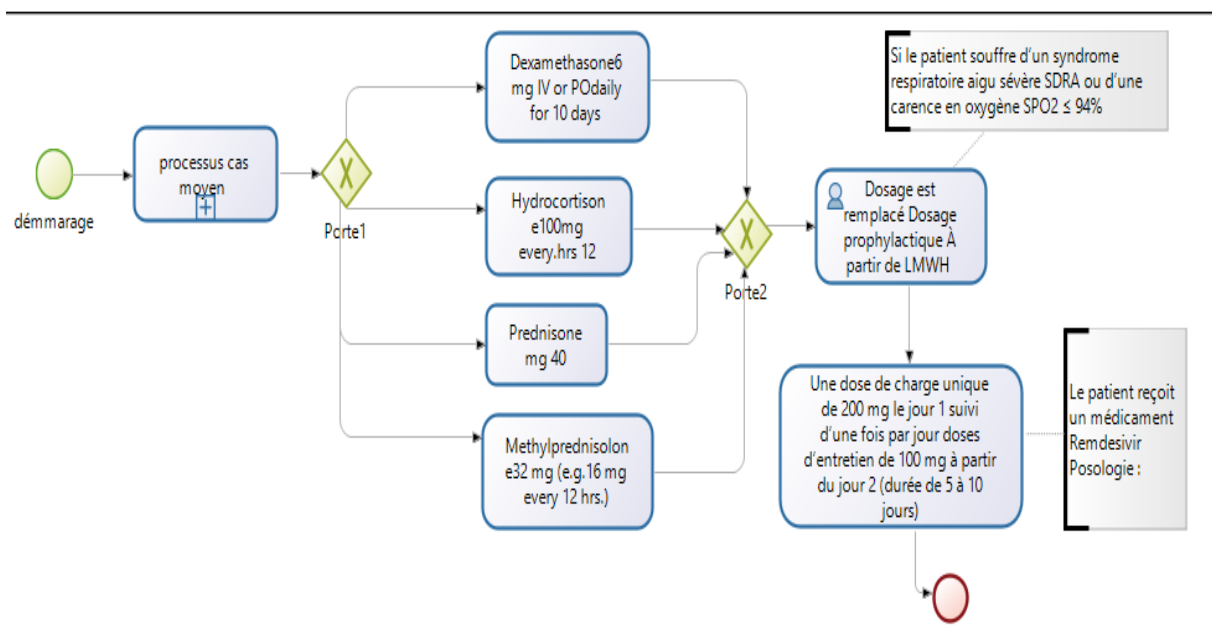 démmarage
processus cas
moyen
Porte1
Dexamethasone6
mg IV or POdaily
for 10 days
Hydrocortison
e100mg
every.hrs 12
Prednisone
mg 40
Methylprednisolon
e32 mg (e.g.16 mg
every 12 hrs.)
Porte2
Si le patient souffre d'un syndrome
respiratoire aigu sévère SDRA ou d'une
carence en oxygène SPO2 ≤ 94%
Dosage est
remplacé Dosage
prophylactique À
partir de LMWH
Une dose de charge unique
de 200 mg le jour 1 suivi
d'une fois par jour doses
d'entretien de 100 mg à partir
du jour 2 (durée de 5 à 10
jours)
Le patient reçoit
un médicament
Remdesivir
Posologie :